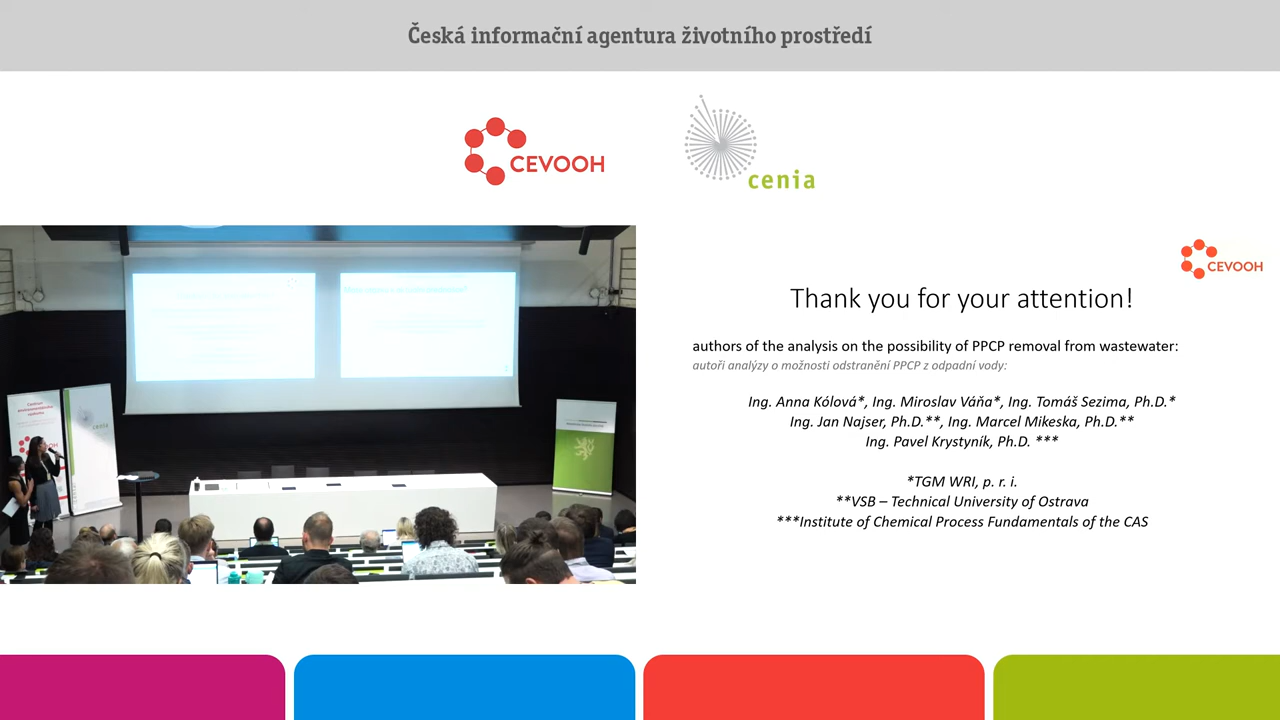 Česká informační agentura životního prostředí
CEVOOH
cenia
CEVOOH
Thank you for your attention!
authors of the analysis on the possibility of PPCP removal from wastewater:
autoři analýzy o možnosti odstranění PPCP z odpadní vody:
Ing. Anna Kólová*, Ing. Miroslav Váňa*, Ing. Tomáš Sezima, Ph.D.*
Ing. Jan Najser, Ph.D.**, Ing. Marcel Mikeska, Ph.D.**
Ing. Pavel Krystyník, Ph.D. ***
*TGM WRI, p. r. i.
**VSB – Technical University of Ostrava
***Institute of Chemical Process Fundamentals of the CAS
cenia
CEVOOH